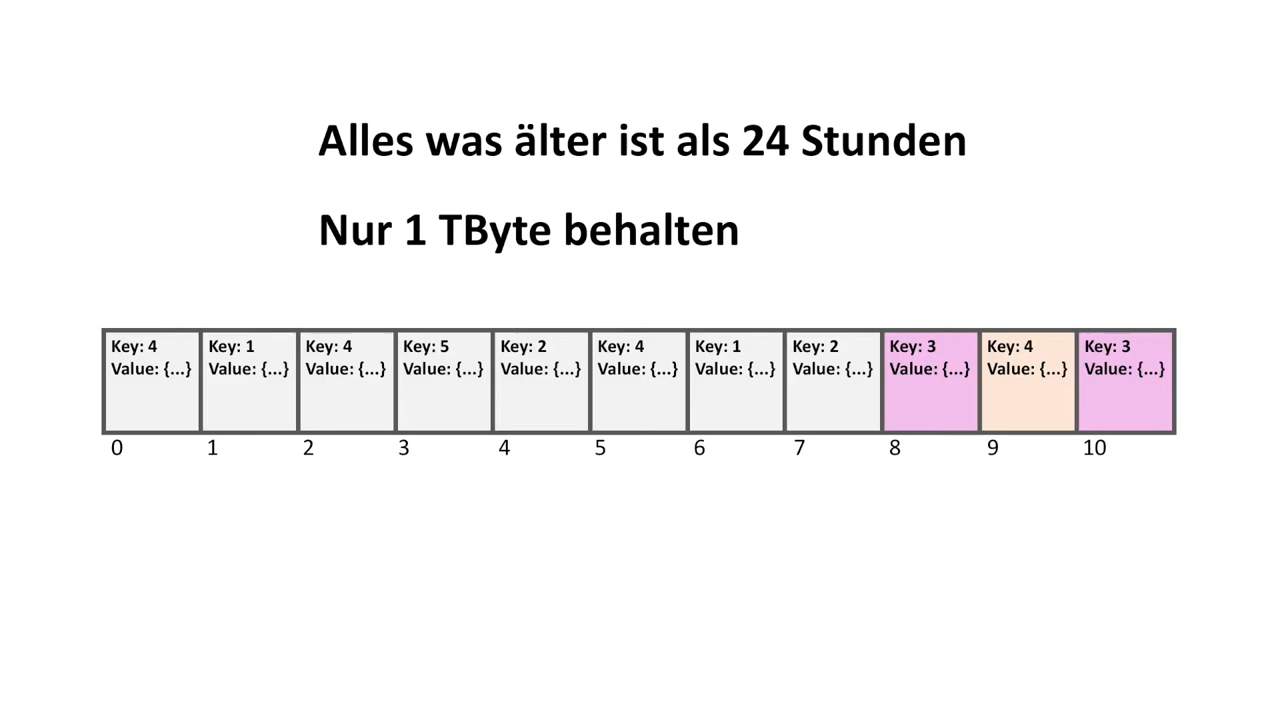 Alles was älter ist als 24 Stunden
Nur 1 TByte behalten
Key: 4 Key: 1 Key: 4 Key: 5 Key: 2 Key: 4 Key: 1 Key: 2 Key: 3 Key: 4 Key: 3
Value: {...} Value: {...} Value: {...} Value: {...} Value: {...} Value: {...} Value: {...} Value: {...} Value: {...} Value: {...} Value: {...}
0 1 2 3 4 5 6 7 8 9 10